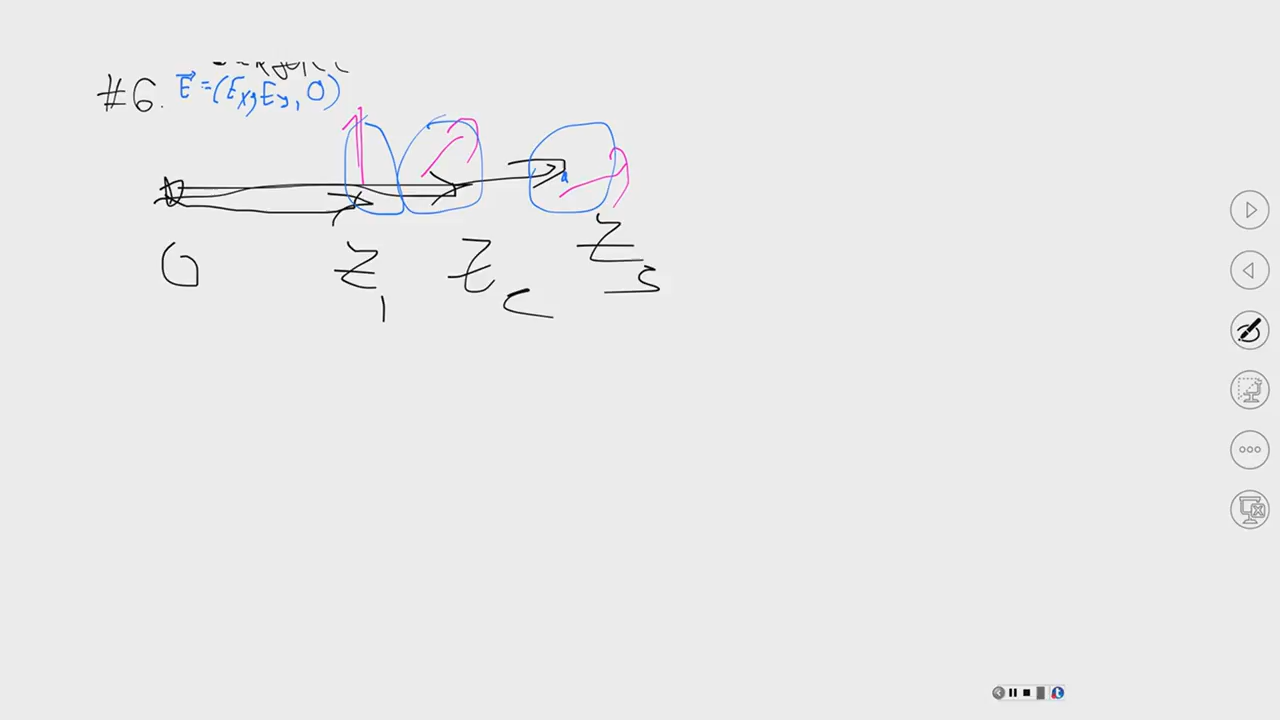 #6. E⃗ = (Ex, Ey, 0)
0 z₁ z₂ z₃